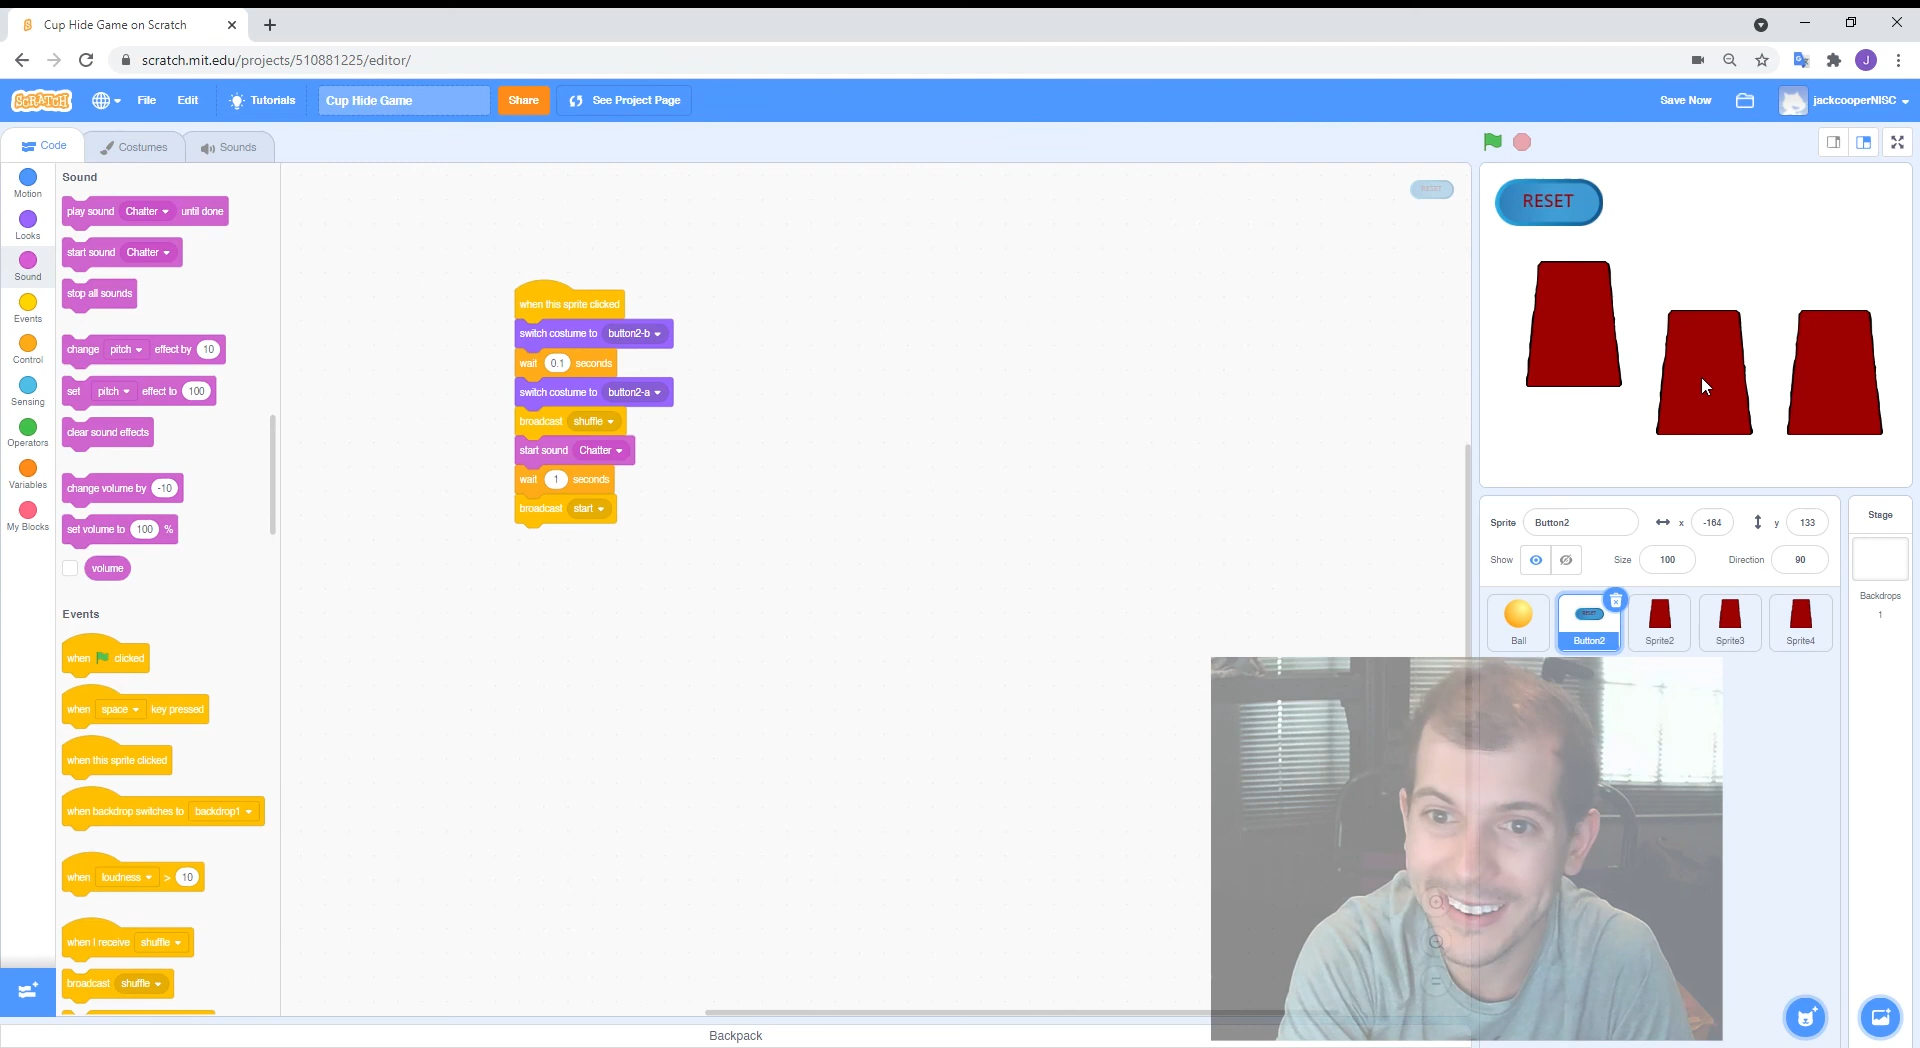 Cup Hide Game on Scratch
scratch.mit.edu/projects/510881225/editor/
J
SCRATCH
File
Edit
Tutorials
Cup Hide Game
Share
See Project Page
Save Now
jackcooperNISC
Code
Costumes
Sounds
Motion
Looks
Sound
Events
Control
Sensing
Operators
Variables
My Blocks
Sound
play sound Chatter until done
start sound Chatter
stop all sounds
change pitch effect by 10
set pitch effect to 100
clear sound effects
change volume by -10
set volume to 100 %
volume
Events
when clicked
when space key pressed
when this sprite clicked
when backdrop switches to backdrop1
when loudness > 10
when I receive shuffle
broadcast shuffle
when this sprite clicked
switch costume to button2-b
wait 0.1 seconds
switch costume to button2-a
broadcast shuffle
start sound Chatter
wait 1 seconds
broadcast start
RESET
RESET
Sprite Button2 x -164 y 133
Show Size 100 Direction 90
Ball
RESET
Button2
Sprite2
Sprite3
Sprite4
Stage
Backdrops
1
Backpack